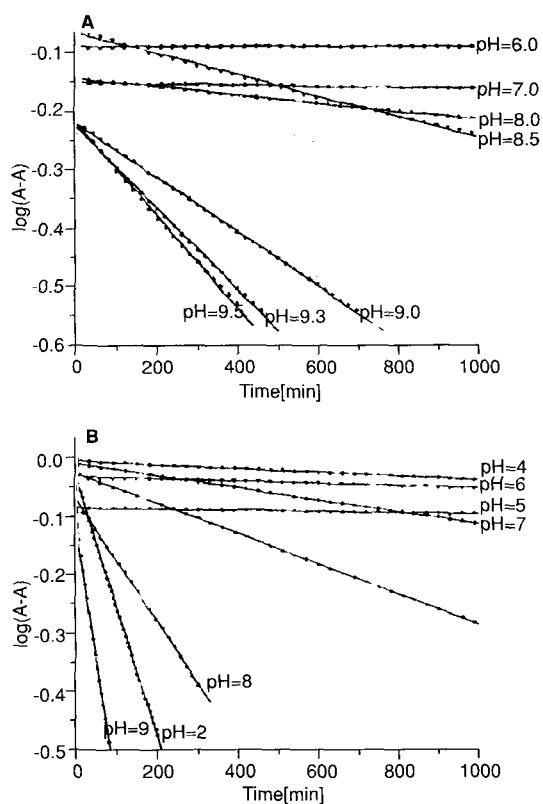 A
-0.1
-0.2
-0.3
-0.4
-0.5
-0.6
log(A-A)
pH=6.0
pH=7.0
pH=8.0
pH=8.5
pH=9.5
pH=9.3
pH=9.0
0 200 400 600 800 1000
Time[min]
B
0.0
-0.1
-0.2
-0.3
-0.4
-0.5
log(A-A)
pH=4
pH=6
pH=5
pH=7
pH=8
pH=9
pH=2
0 200 400 600 800 1000
Time[min]